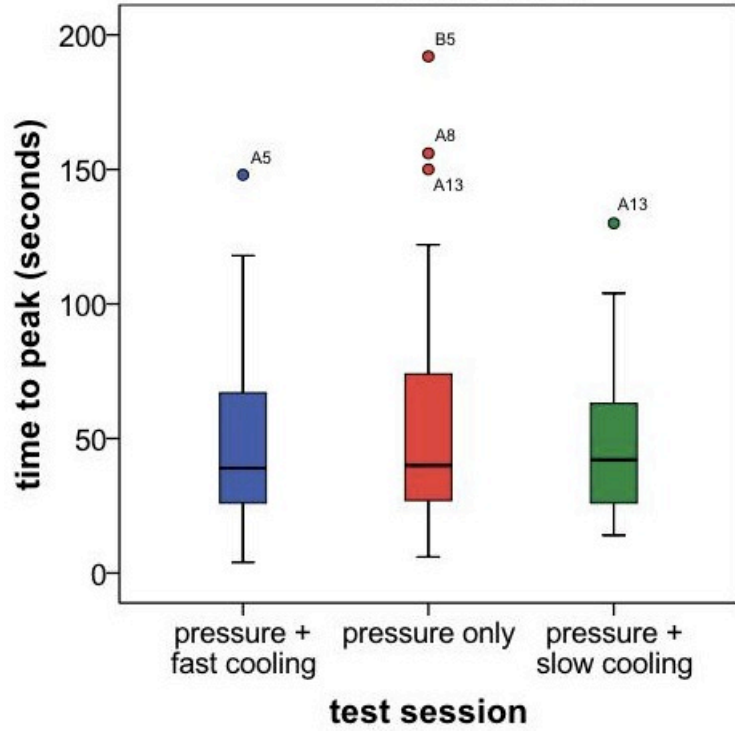 time to peak (seconds)
200
150
100
50
0
B5
A8
A5
A13
A13
pressure +
fast cooling
pressure only
pressure +
slow cooling
test session